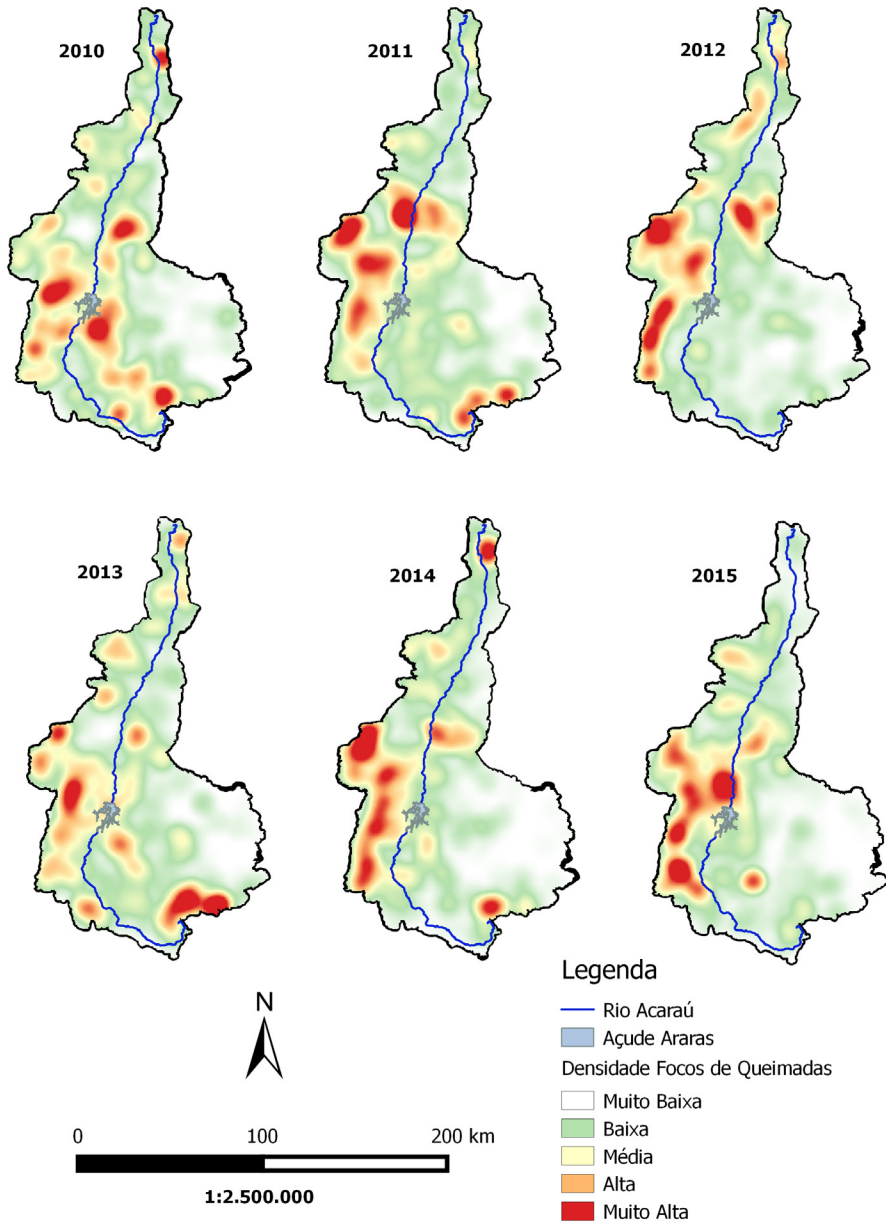 2010
2011
2012
2013
2014
2015
N
0 100 200 km
1:2.500.000
Legenda
Rio Acaraú
Açude Araras
Densidade Focos de Queimadas
Muito Baixa
Baixa
Média
Alta
Muito Alta